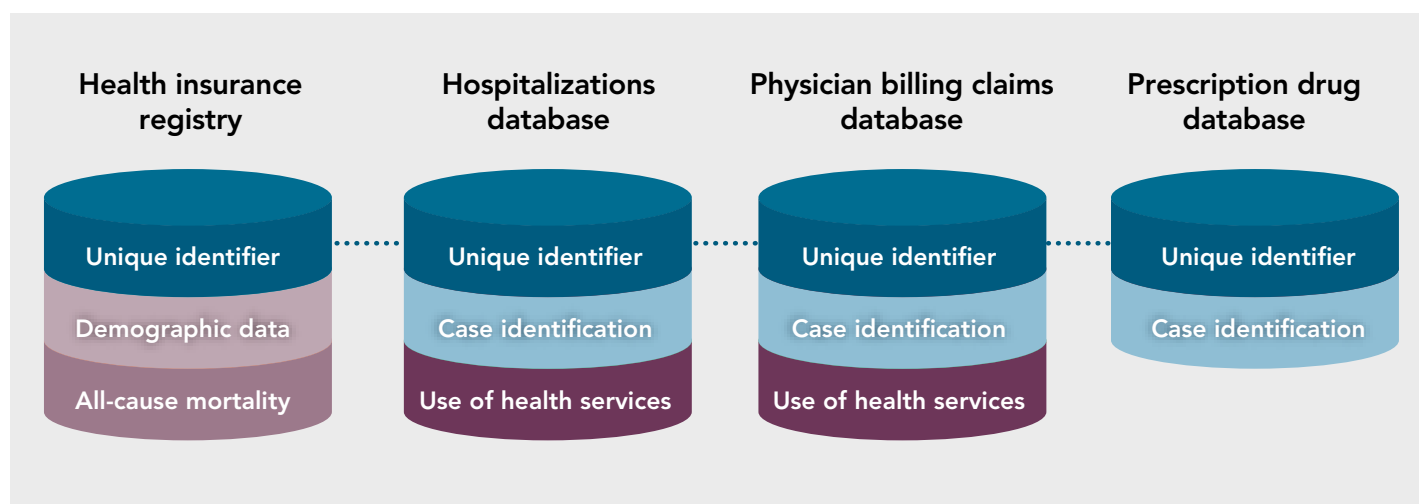 Health insurance
registry
Hospitalizations
database
Physician billing claims
database
Prescription drug
database
Unique identifier
Demographic data
All-cause mortality
Unique identifier
Case identification
Use of health services
Unique identifier
Case identification
Use of health services
Unique identifier
Case identification